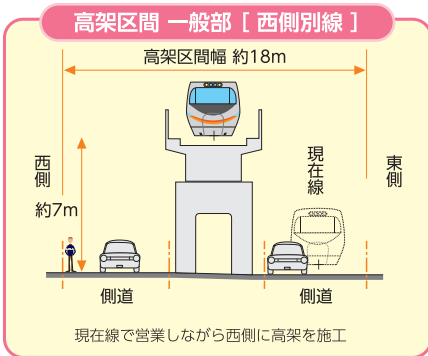 高架区間 一般部 [ 西側別線 ]
高架区間幅 約18m
西側
現在線
東側
約7m
側道
側道
現在線で営業しながら西側に高架を施工